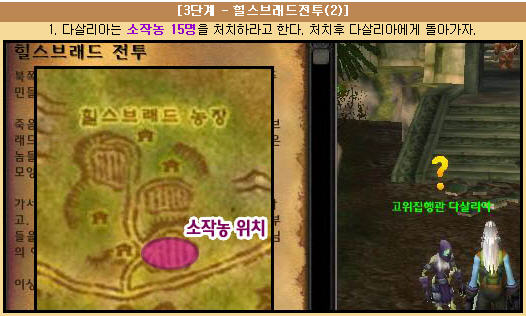 [3단계 - 힐스브래드전투(2)]
1. 다살리아는 소작농 15명을 처치하라고 한다. 처치후 다살리아에게 돌아가자.
힐스브래드 전투
힐스브래드 농장
소작농 위치
고위집행관 다살리아